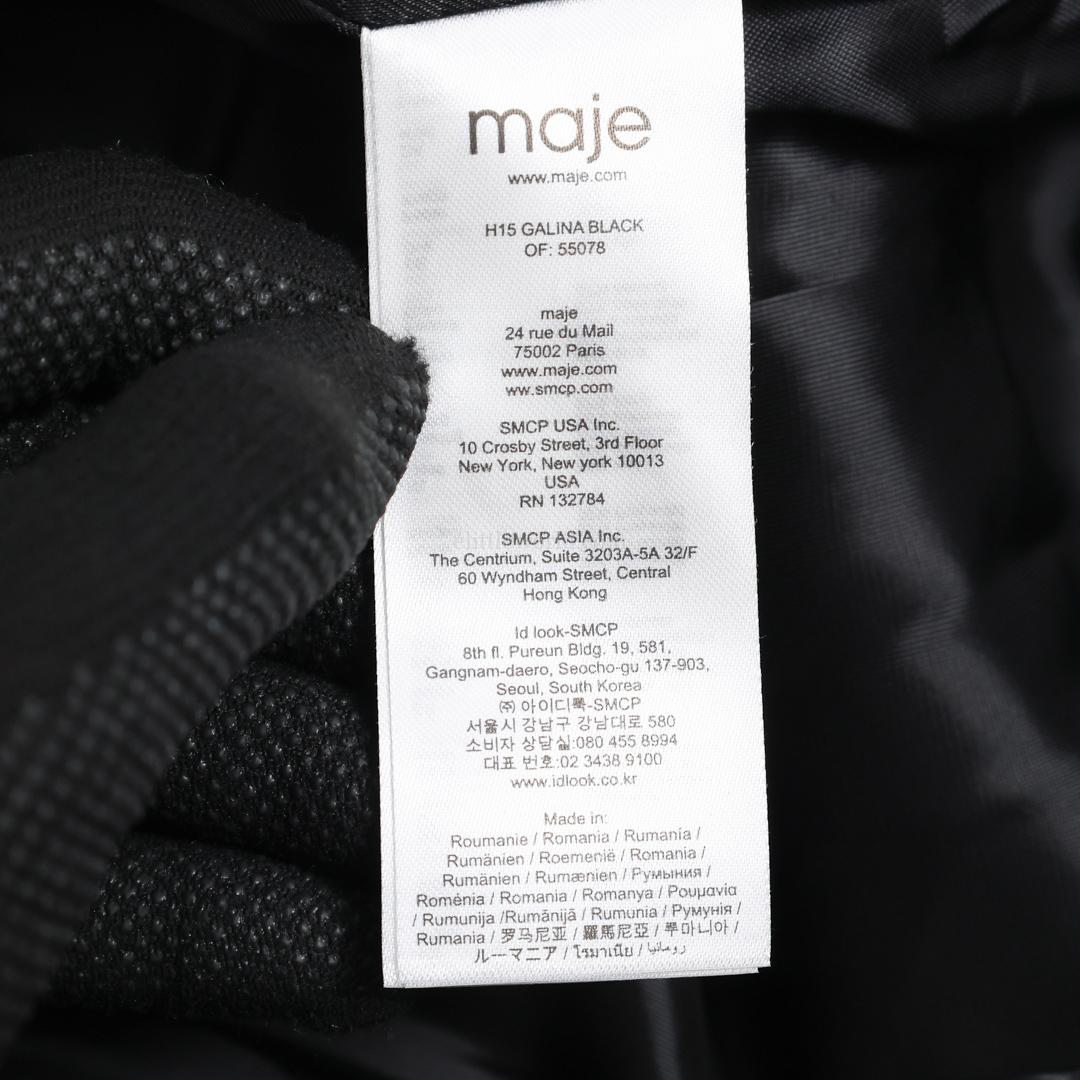 maje
www.maje.com
H15 GALINA BLACK
OF: 55078
maje
24 rue du Mail
75002 Paris
www.maje.com
ww.smcp.com
SMCP USA Inc.
10 Crosby Street, 3rd Floor
New York, New york 10013
USA
RN 132784
SMCP ASIA Inc.
The Centrium, Suite 3203A-5A 32/F
60 Wyndham Street, Central
Hong Kong
Id look-SMCP
8th fl. Pureun Bldg. 19, 581,
Gangnam-daero, Seocho-gu 137-903,
Seoul, South Korea
㈜ 아이디룩-SMCP
서울시 강남구 강남대로 580
소비자 상담실:080 455 8994
대표 번호:02 3438 9100
www.idlook.co.kr
Made in:
Roumanie / Romania / Rumanía /
Rumänien / Roemenië / Romania /
Rumänien / Rumænien / Румыния /
Roménia / Romania / Romanya / Ρουμανία
/ Rumunija /Rumānijā / Rumunia / Румунія /
Rumania / 罗马尼亚 / 羅馬尼亞 / 루마니아 /
ルーマニア / โรมาเนีย / رومانيا